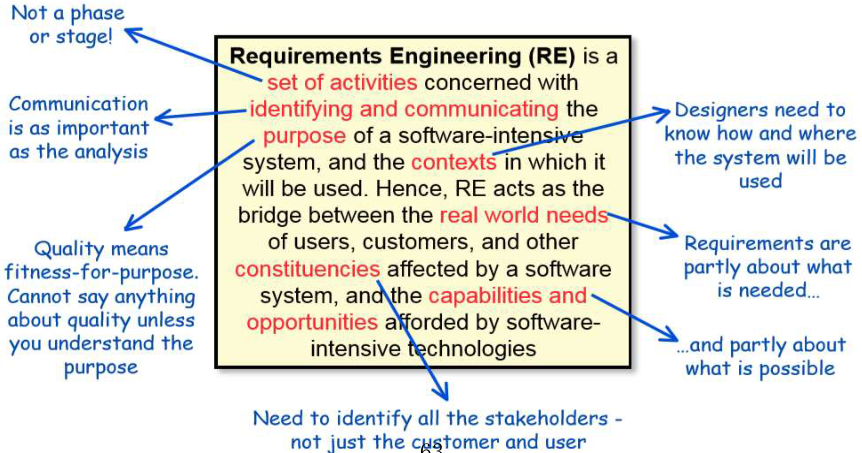 Not a phase
or stage!
Communication
is as important
as the analysis
Quality means
fitness-for-purpose.
Cannot say anything
about quality unless
you understand the
purpose
Requirements Engineering (RE) is a
set of activities concerned with
identifying and communicating the
purpose of a software-intensive
system, and the contexts in which it
will be used. Hence, RE acts as the
bridge between the real world needs
of users, customers, and other
constituencies affected by a software
system, and the capabilities and
opportunities afforded by software-
intensive technologies
Designers need to
know how and where
the system will be
used
Requirements are
partly about what
is needed…
…and partly about
what is possible
Need to identify all the stakeholders -
not just the customer and user
63